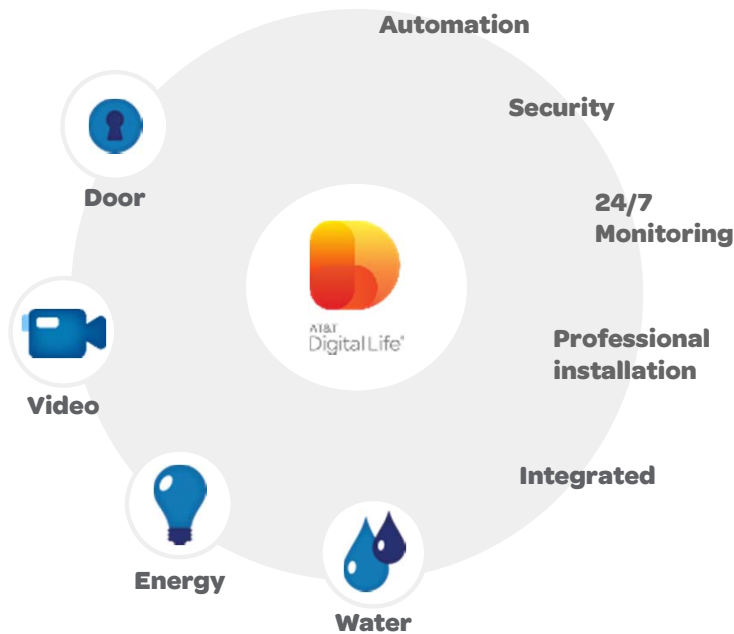 Automation
Security
Door
24/7
Monitoring
AT&T
Digital Life®
Professional
installation
Video
Integrated
Energy
Water